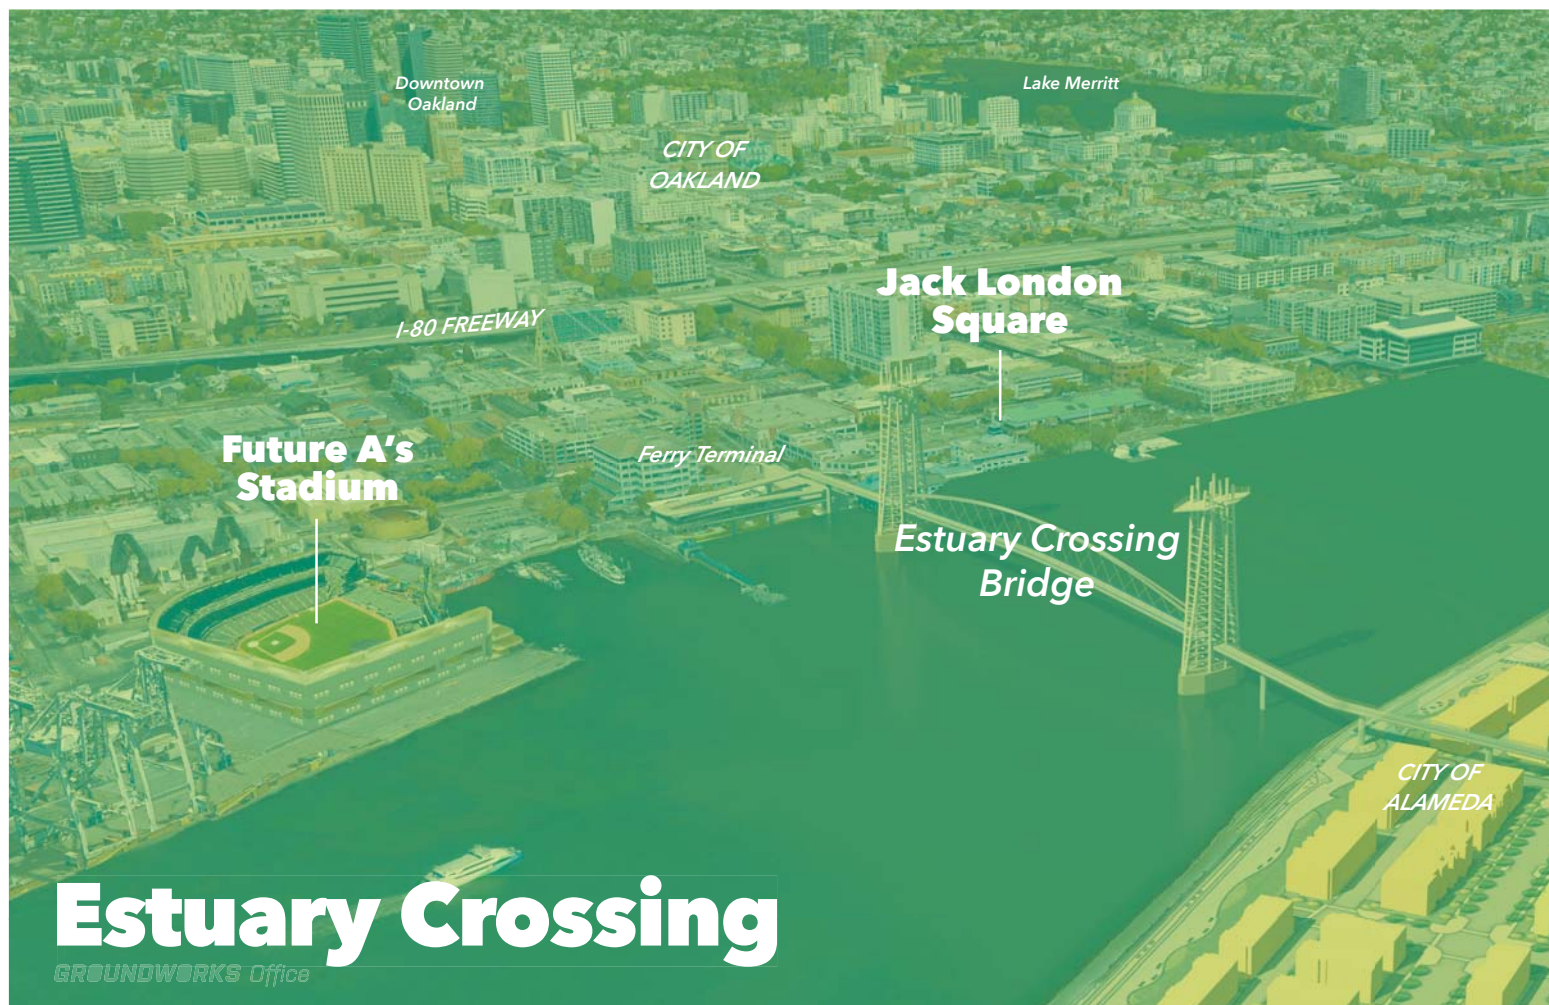 Downtown
Oakland
Lake Merritt
CITY OF
OAKLAND
Jack London
Square
I-80 FREEWAY
Future A's
Stadium
Ferry Terminal
Estuary Crossing
Bridge
CITY OF
ALAMEDA
Estuary Crossing
GROUNDWORKS Office